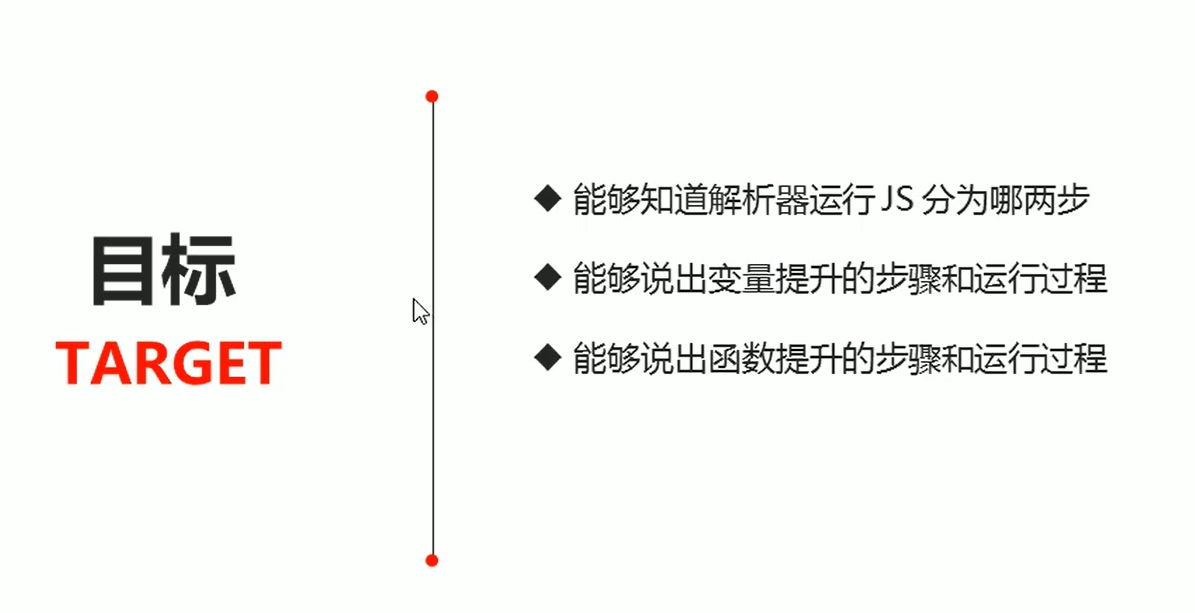 目标
TARGET
◆ 能够知道解析器运行 JS 分为哪两步
◆ 能够说出变量提升的步骤和运行过程
◆ 能够说出函数提升的步骤和运行过程